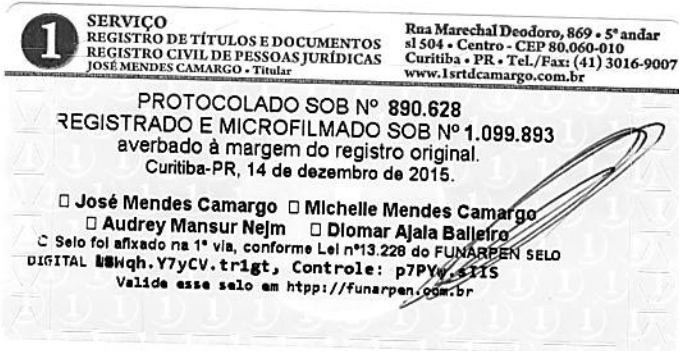 1 SERVIÇO
REGISTRO DE TÍTULOS E DOCUMENTOS
REGISTRO CIVIL DE PESSOAS JURÍDICAS
JOSÉ MENDES CAMARGO - Titular
Rua Marechal Deodoro, 869 • 5º andar
sl 504 • Centro - CEP 80.060-010
Curitiba • PR • Tel./Fax: (41) 3016-9007
www.1srtdcamargo.com.br
PROTOCOLADO SOB Nº 890.628
REGISTRADO E MICROFILMADO SOB Nº 1.099.893
averbado à margem do registro original.
Curitiba-PR, 14 de dezembro de 2015.
□ José Mendes Camargo □ Michelle Mendes Camargo
□ Audrey Mansur Nejm □ Diomar Ajala Balleiro
O Selo foi afixado na 1ª via, conforme Lei nº13.228 do FUNARPEN SELO
DIGITAL .Y7yCV.tr1gt, Controle:
Valide esse selo em htpp://funarpen.com.br